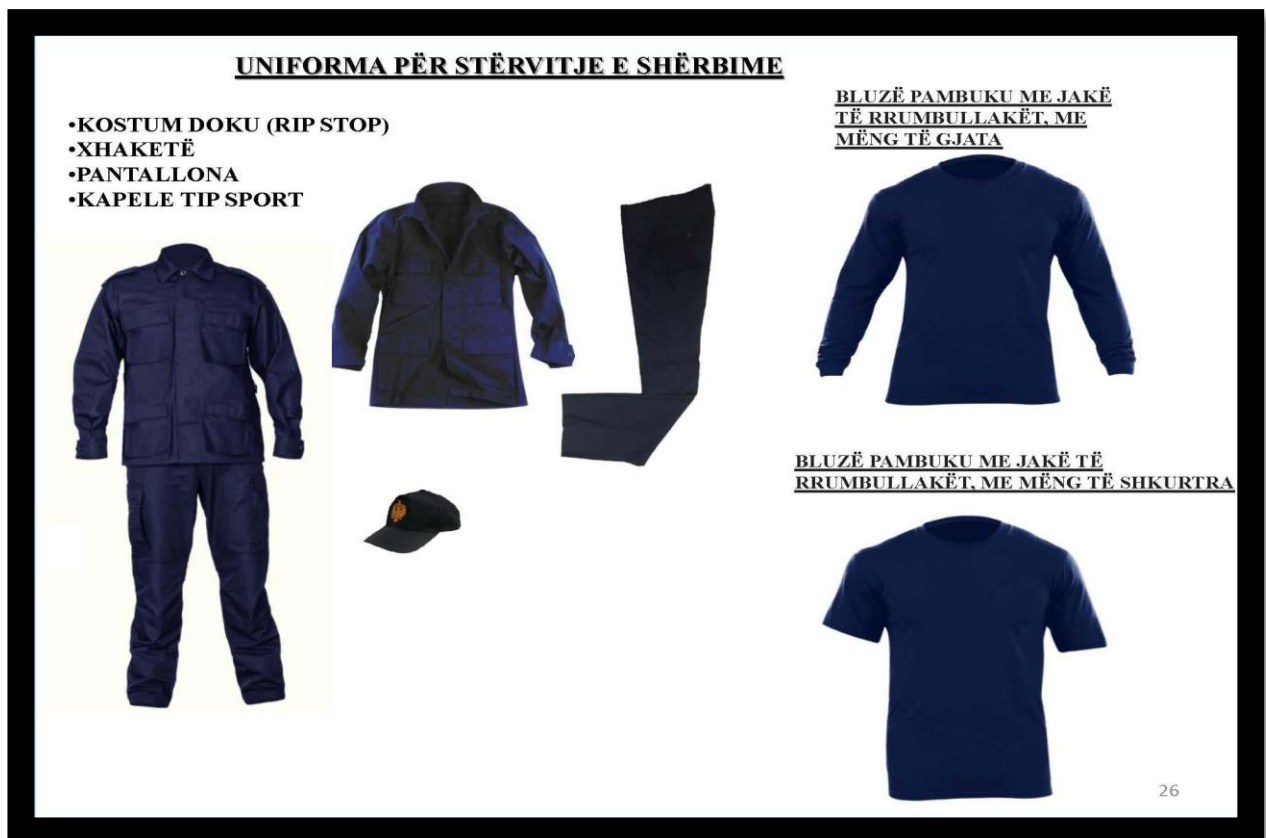 UNIFORMA PËR STËRVITJE E SHËRBIME
•KOSTUM DOKU (RIP STOP)
•XHAKETË
•PANTALLONA
•KAPELE TIP SPORT
BLUZË PAMBUKU ME JAKË
TË RRUMBULLAKËT, ME
MËNG TË GJATA
BLUZË PAMBUKU ME JAKË TË
RRUMBULLAKËT, ME MËNG TË SHKURTRA
26